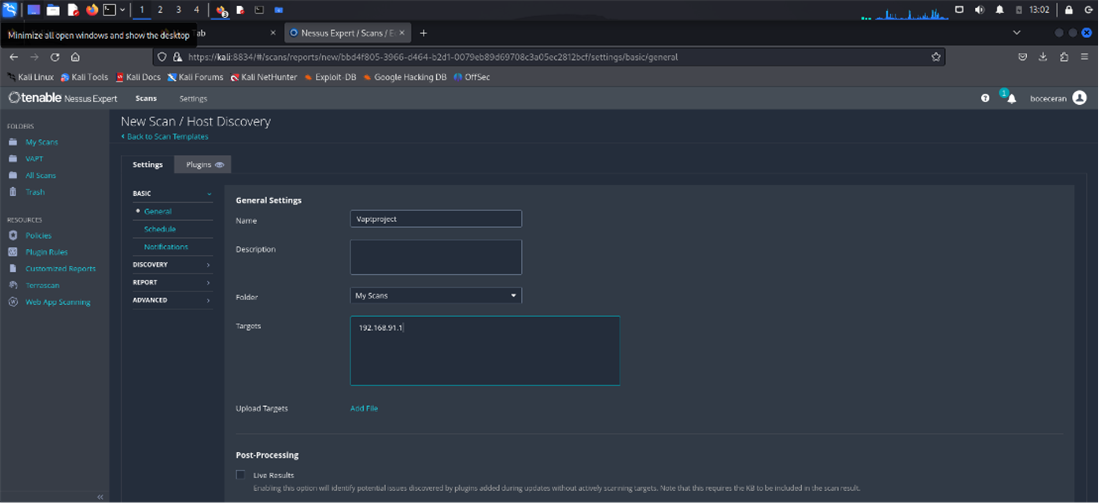 1 2 3 4
13:02
Minimize all open windows and show the desktop
Tab
Nessus Expert / Scans / E
https://kali:8834/#/scans/reports/new/bbd4f805-3966-d464-b2d1-0079eb89d69708c3a05ec2812bcf/settings/basic/general
Kali Linux Kali Tools Kali Docs Kali Forums Kali NetHunter Exploit-DB Google Hacking DB OffSec
tenable Nessus Expert Scans Settings
1 boceceran
FOLDERS
My Scans
VAPT
All Scans
Trash
RESOURCES
Policies
Plugin Rules
Customized Reports
Terrascan
Web App Scanning
New Scan / Host Discovery
Back to Scan Templates
Settings Plugins
BASIC
General
Schedule
Notifications
DISCOVERY
REPORT
ADVANCED
General Settings
Name Vaptproject
Description
Folder My Scans
Targets 192.168.91.1
Upload Targets Add File
Post-Processing
Live Results
Enabling this option will identify potential issues discovered by plugins added during updates without actively scanning targets. Note that this requires the KB to be included in the scan result.